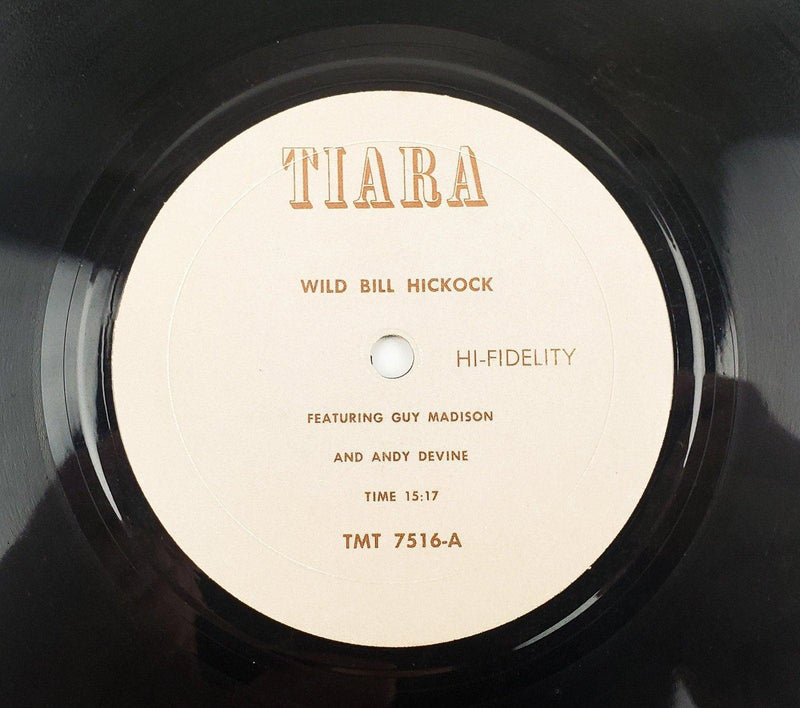 TIARA
WILD BILL HICKOCK
HI-FIDELITY
FEATURING GUY MADISON
AND ANDY DEVINE
TIME 15:17
TMT 7516-A